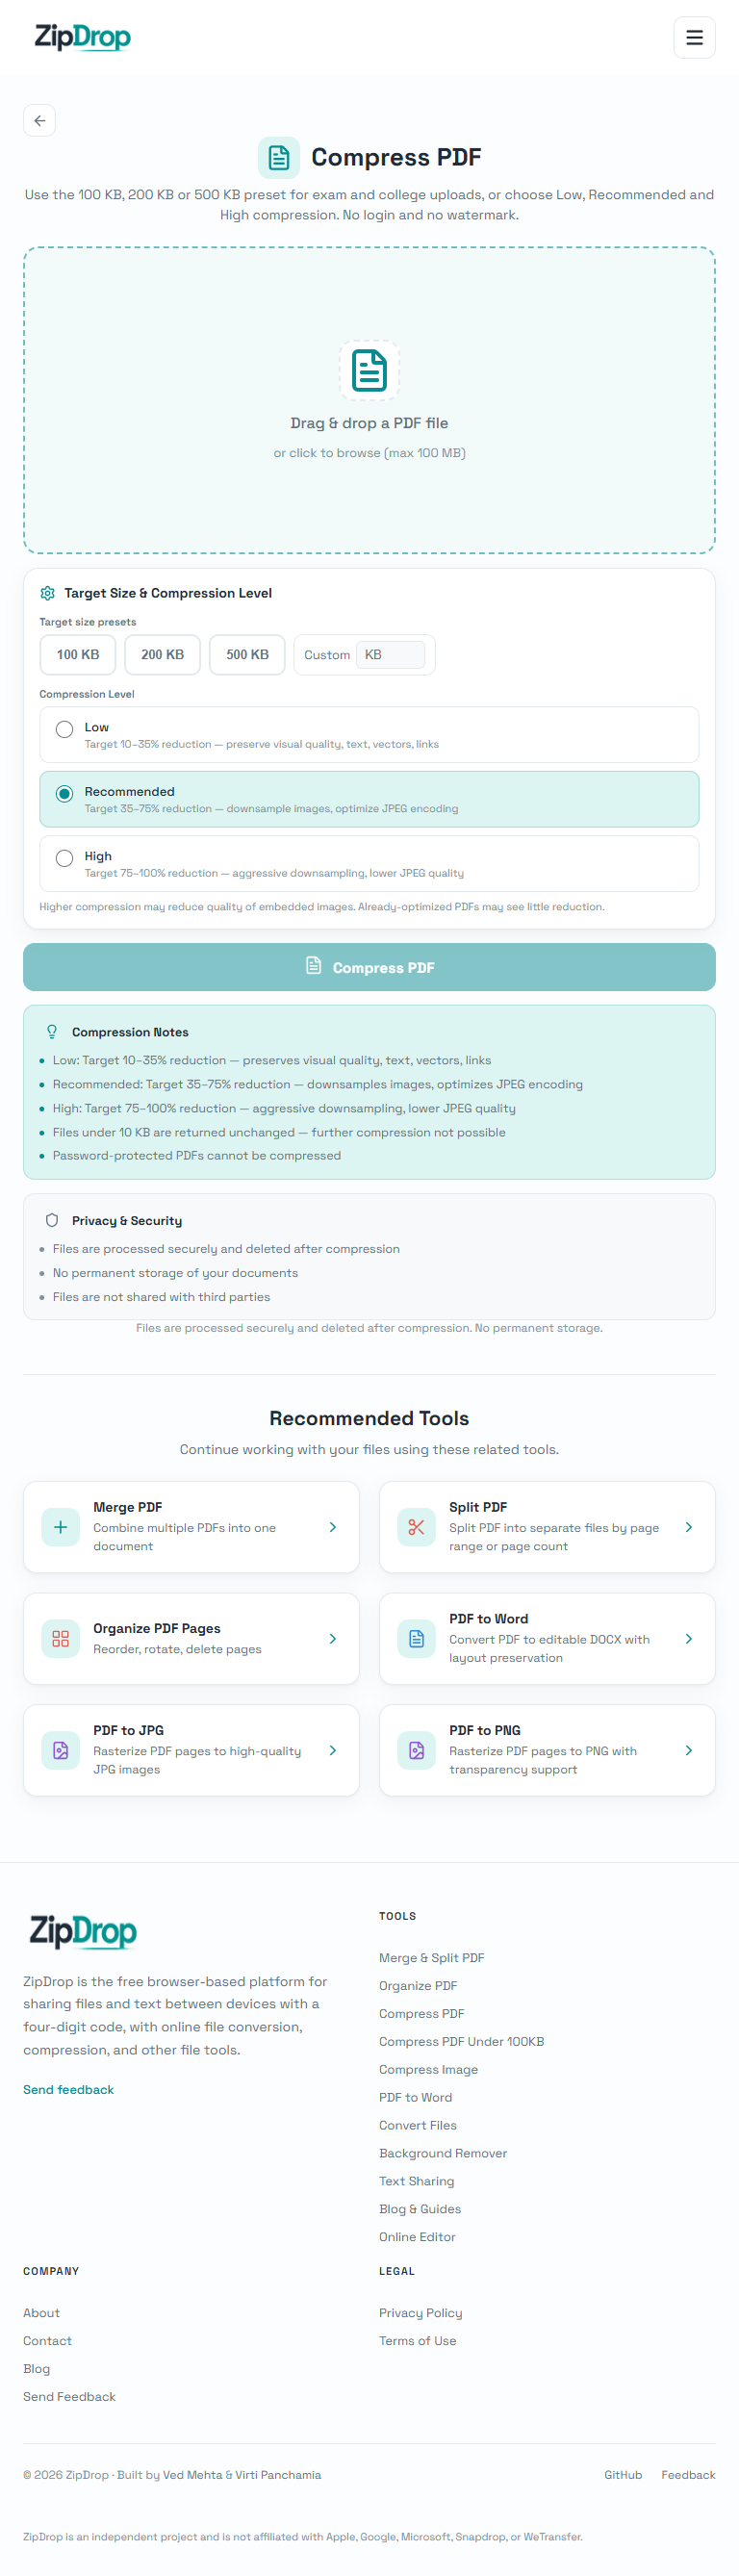 ZipDrop
Compress PDF
Use the 100 KB, 200 KB or 500 KB preset for exam and college uploads, or choose Low, Recommended and
High compression. No login and no watermark.
Drag & drop a PDF file
or click to browse (max 100 MB)
Target Size & Compression Level
Target size presets
100 KB 200 KB 500 KB Custom KB
Compression Level
Low
Target 10–35% reduction — preserve visual quality, text, vectors, links
Recommended
Target 35–75% reduction — downsample images, optimize JPEG encoding
High
Target 75–100% reduction — aggressive downsampling, lower JPEG quality
Higher compression may reduce quality of embedded images. Already-optimized PDFs may see little reduction.
Compress PDF
Compression Notes
Low: Target 10–35% reduction — preserves visual quality, text, vectors, links
Recommended: Target 35–75% reduction — downsamples images, optimizes JPEG encoding
High: Target 75–100% reduction — aggressive downsampling, lower JPEG quality
Files under 10 KB are returned unchanged — further compression not possible
Password-protected PDFs cannot be compressed
Privacy & Security
Files are processed securely and deleted after compression
No permanent storage of your documents
Files are not shared with third parties
Files are processed securely and deleted after compression. No permanent storage.
Recommended Tools
Continue working with your files using these related tools.
Merge PDF
Combine multiple PDFs into one
document
Split PDF
Split PDF into separate files by page
range or page count
Organize PDF Pages
Reorder, rotate, delete pages
PDF to Word
Convert PDF to editable DOCX with
layout preservation
PDF to JPG
Rasterize PDF pages to high-quality
JPG images
PDF to PNG
Rasterize PDF pages to PNG with
transparency support
ZipDrop
ZipDrop is the free browser-based platform for
sharing files and text between devices with a
four-digit code, with online file conversion,
compression, and other file tools.
Send feedback
TOOLS
Merge & Split PDF
Organize PDF
Compress PDF
Compress PDF Under 100KB
Compress Image
PDF to Word
Convert Files
Background Remover
Text Sharing
Blog & Guides
Online Editor
COMPANY
About
Contact
Blog
Send Feedback
LEGAL
Privacy Policy
Terms of Use
© 2026 ZipDrop · Built by Ved Mehta & Virti Panchamia
GitHub Feedback
ZipDrop is an independent project and is not affiliated with Apple, Google, Microsoft, Snapdrop, or WeTransfer.